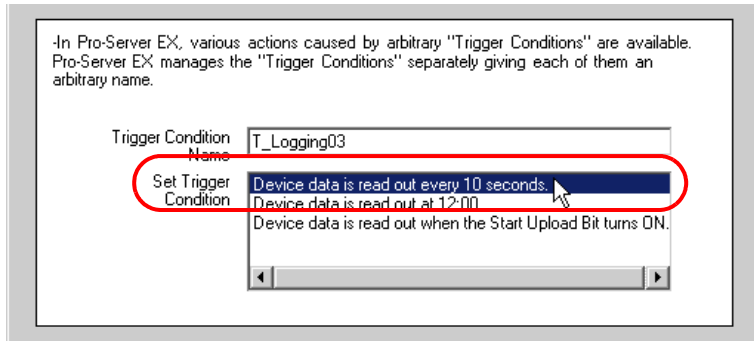 -In Pro-Server EX, various actions caused by arbitrary "Trigger Conditions" are available.
Pro-Server EX manages the "Trigger Conditions" separately giving each of them an
arbitrary name.
Trigger Condition
Name
T_Logging03
Set Trigger
Condition
Device data is read out every 10 seconds.
Device data is read out at 12:00
Device data is read out when the Start Upload Bit turns ON.